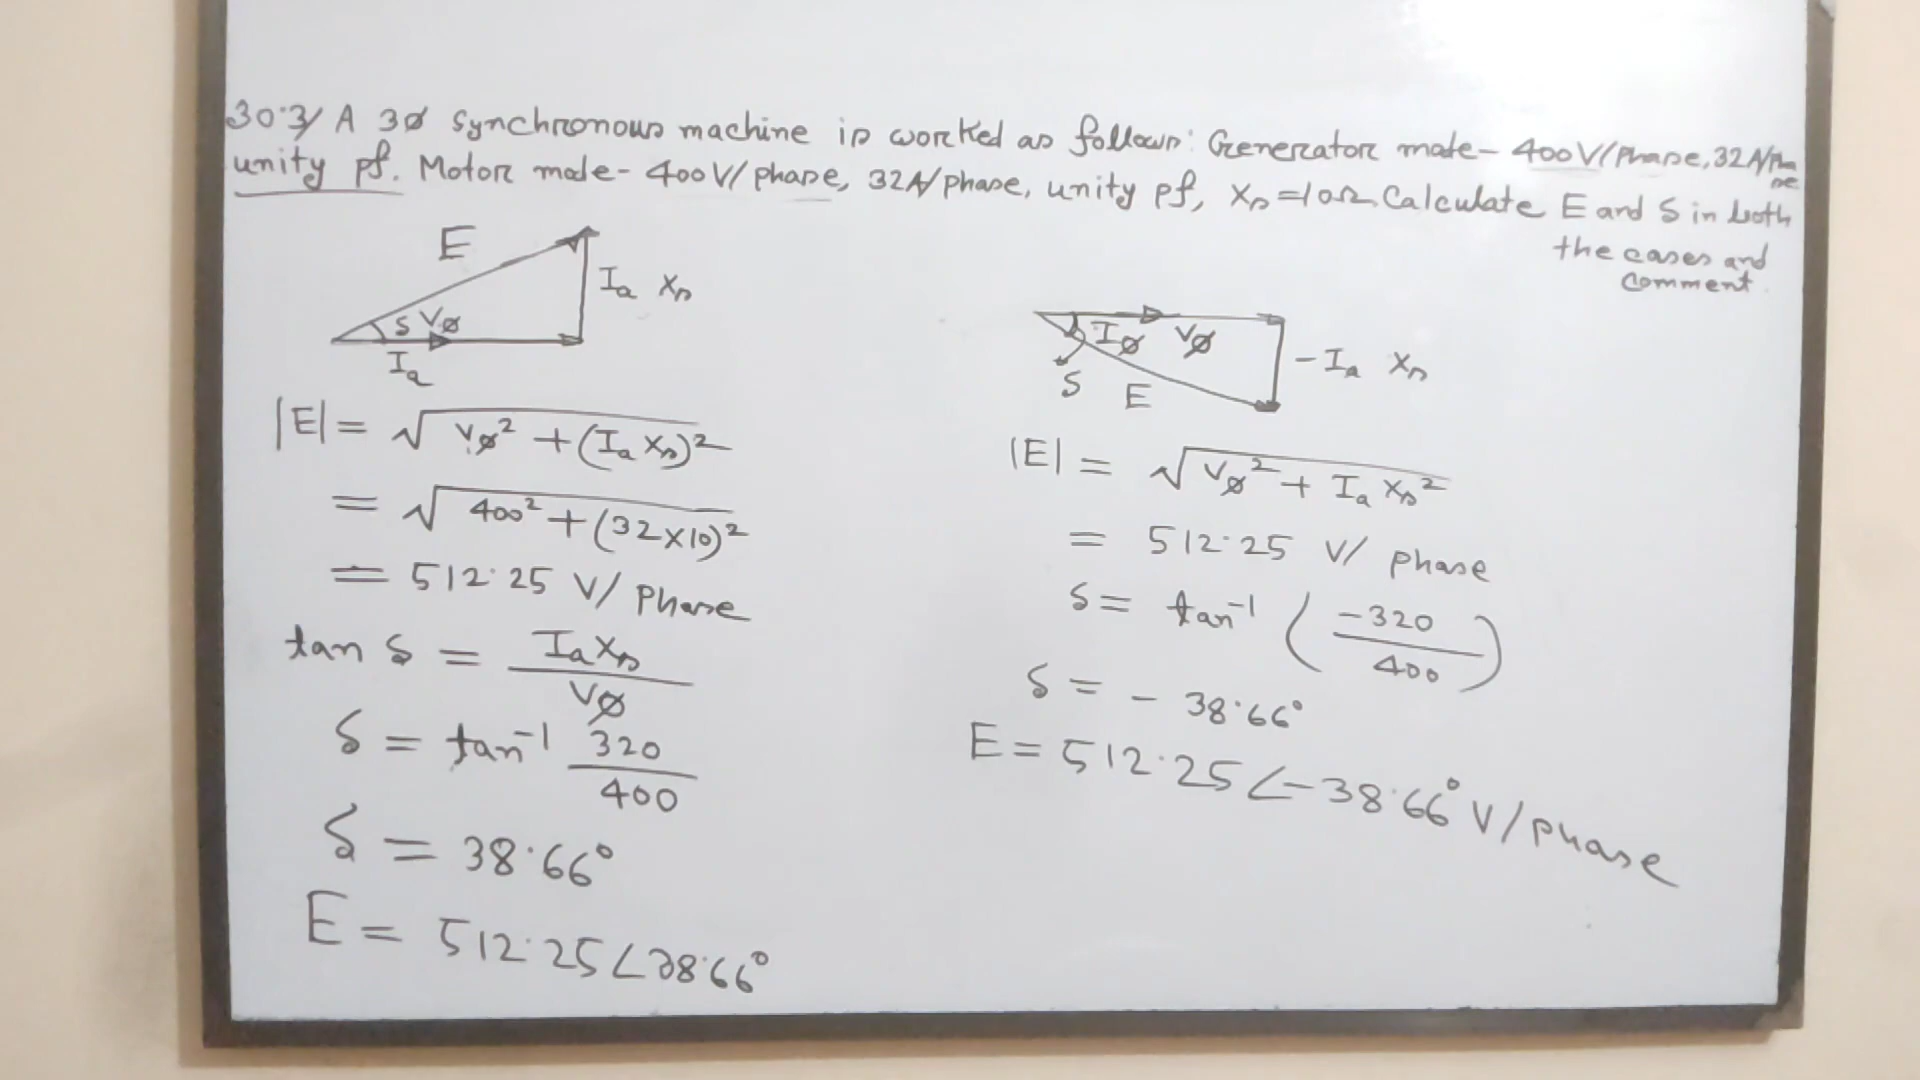 30.3/ A 3Ø Synchronous machine is worked as follows: Generator mode - 400V/Phase, 32A/Phase
unity pf. Motor mode - 400V/phase, 32A/phase, unity pf, Xs = 10Ω. Calculate E and δ in both
the cases and
comment.
E
Ia Xs
δ VØ
Ia
|E| = √VØ² + (Ia Xs)²
= √400² + (32×10)²
= 512.25 V/Phase
tan δ = Ia Xs / VØ
δ = tan⁻¹ 320/400
δ = 38.66°
E = 512.25∠38.66°
IØ VØ
- Ia Xs
δ E
|E| = √VØ² + Ia Xs²
= 512.25 V/phase
δ = tan⁻¹ (-320/400)
δ = - 38.66°
E = 512.25∠-38.66° V/phase